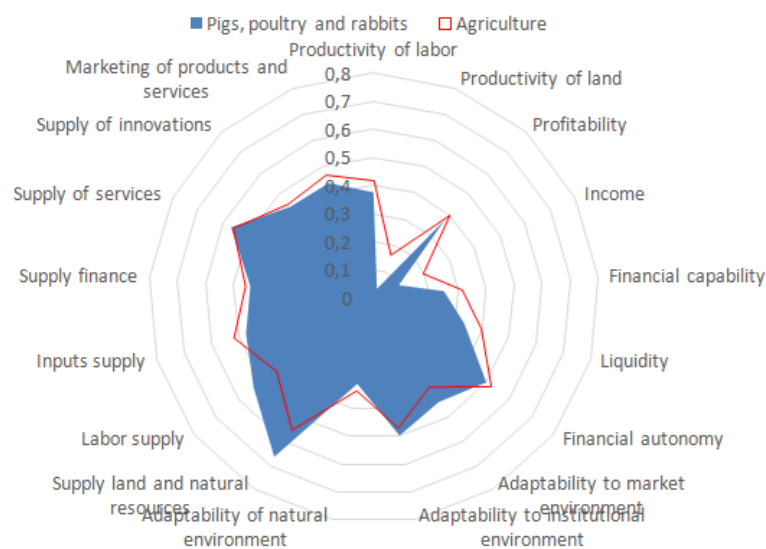 Pigs, poultry and rabbits
Agriculture
Productivity of labor
Marketing of products and
services
Productivity of land
Supply of innovations
Profitability
Supply of services
Income
Supply finance
Financial capability
Inputs supply
Liquidity
Labor supply
Financial autonomy
Supply land and natural
resources
Adaptability to market
environment
Adaptability of natural
environment
Adaptability to institutional
environment
0,8
0,7
0,6
0,5
0,4
0,3
0,2
0,1
0